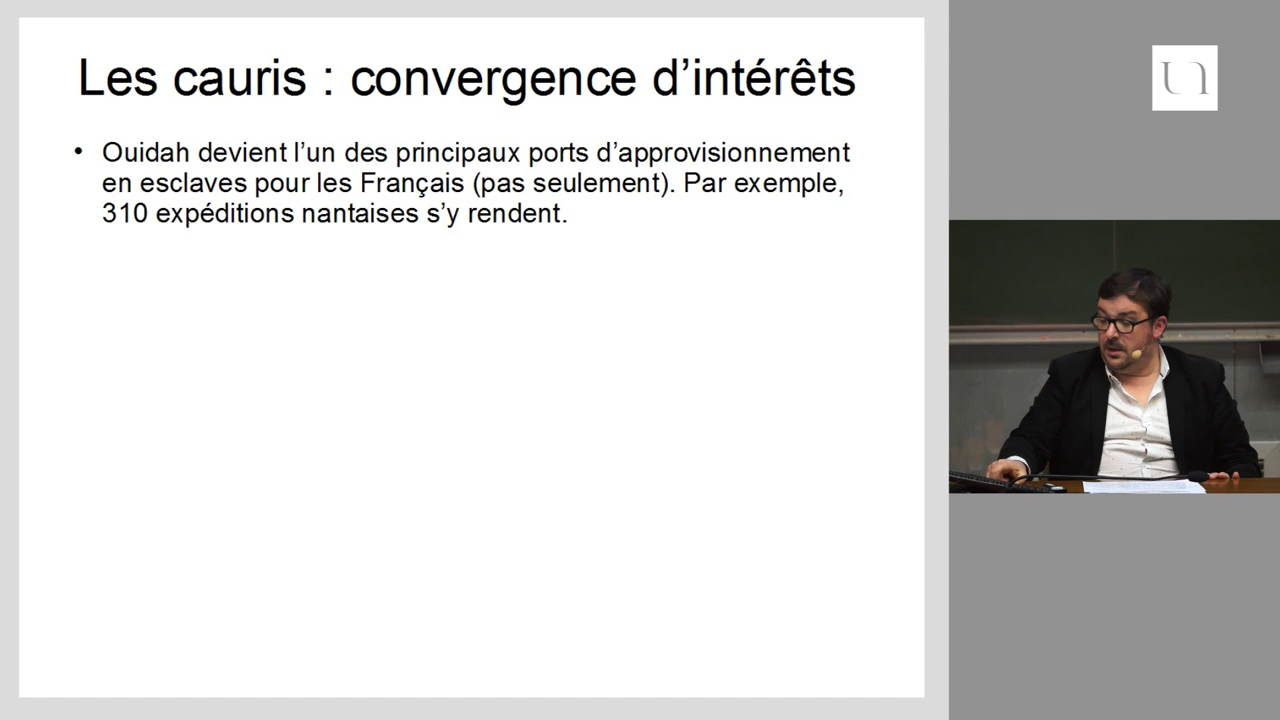 Les cauris : convergence d’intérêts
• Ouidah devient l’un des principaux ports d’approvisionnement
en esclaves pour les Français (pas seulement). Par exemple,
310 expéditions nantaises s’y rendent.